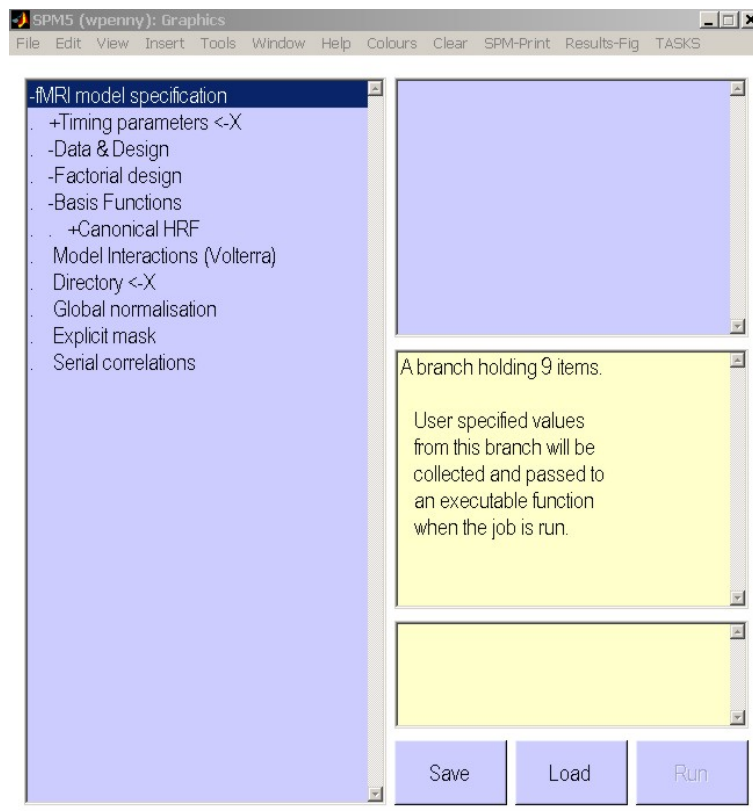 SPM5 (wpenny): Graphics
File Edit View Insert Tools Window Help Colours Clear SPM-Print Results-Fig TASKS
-fMRI model specification
. +Timing parameters <-X
. -Data & Design
. -Factorial design
. -Basis Functions
. . +Canonical HRF
. Model Interactions (Volterra)
. Directory <-X
. Global normalisation
. Explicit mask
. Serial correlations
A branch holding 9 items.
User specified values
from this branch will be
collected and passed to
an executable function
when the job is run.
Save Load Run